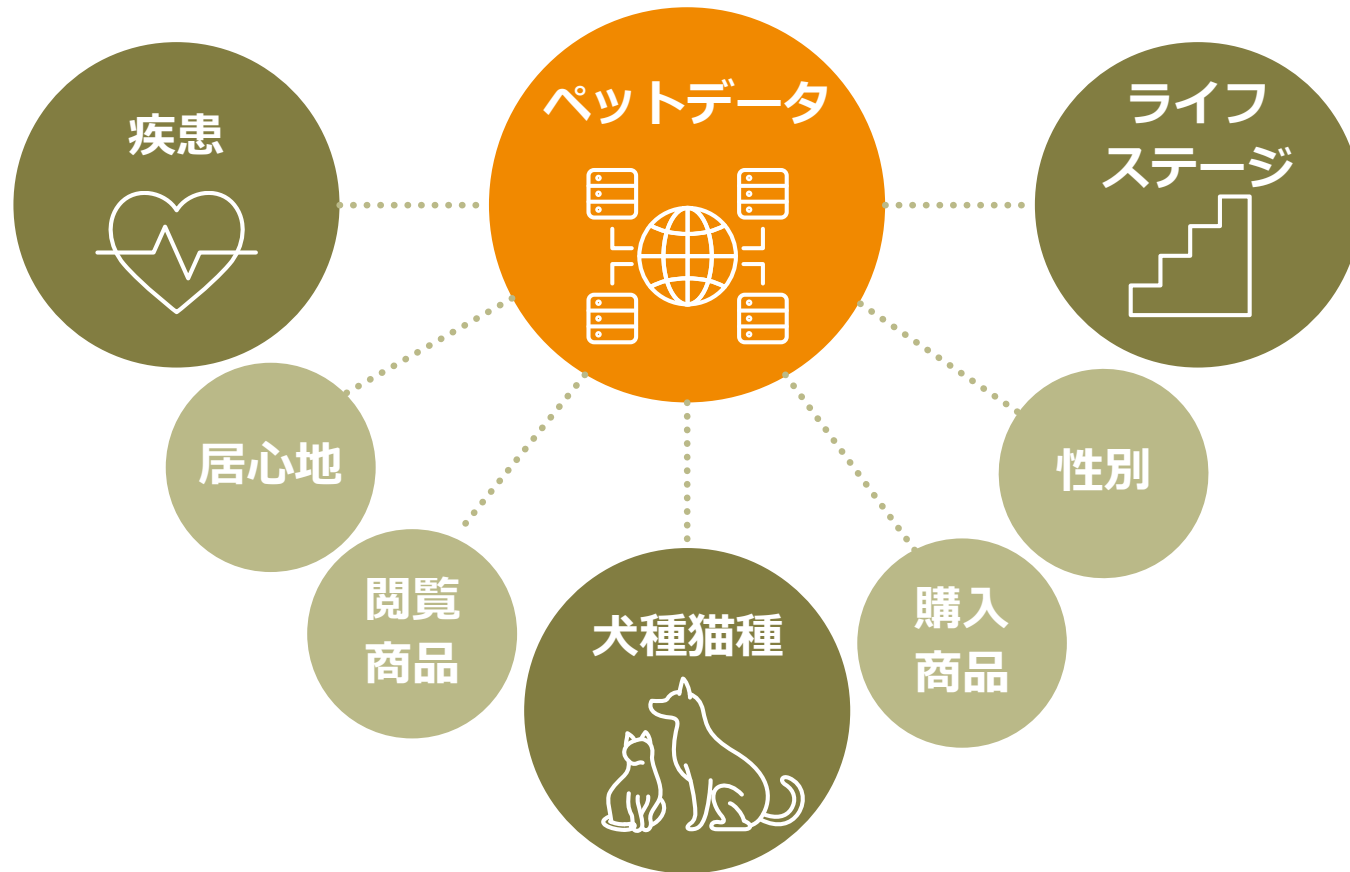 ペットデータ
疾患
ライフ
ステージ
居心地
性別
閲覧
商品
犬種猫種
購入
商品